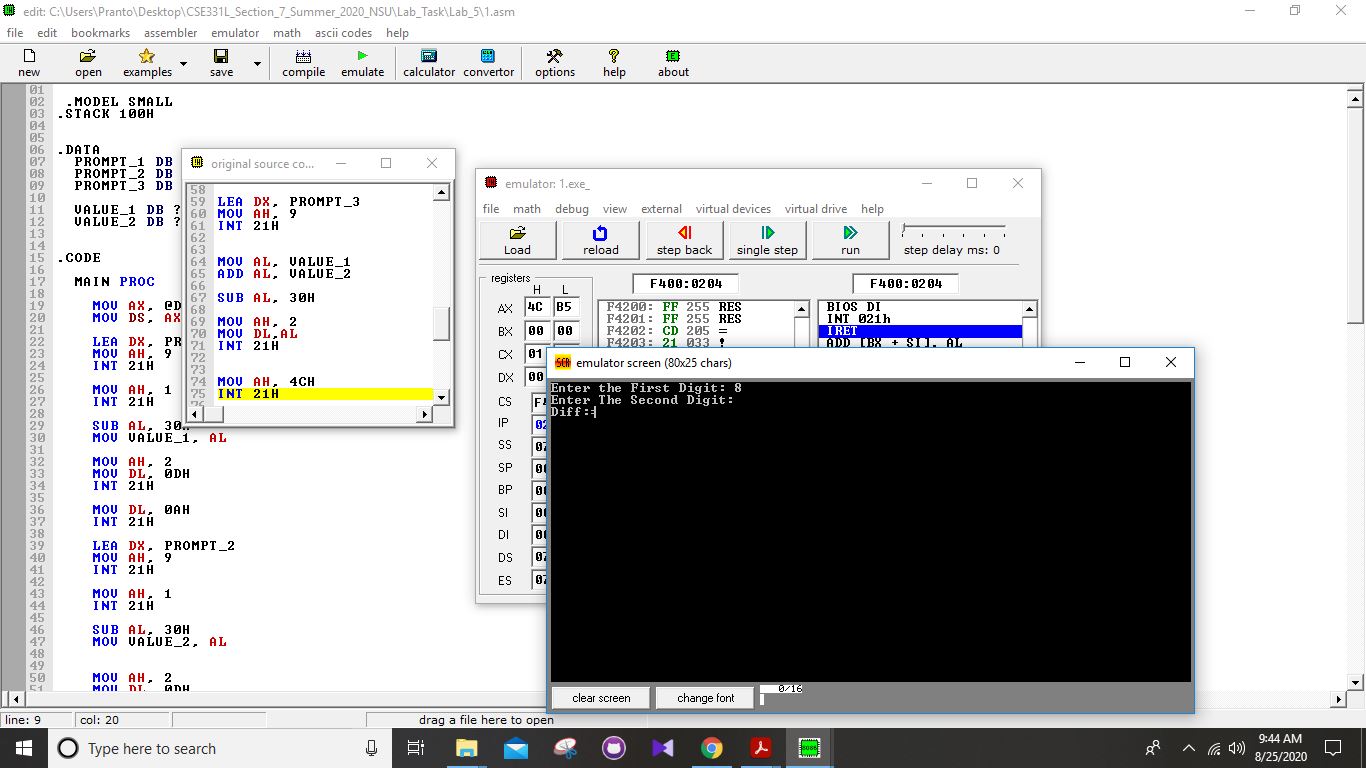 edit: C:\Users\Pranto\Desktop\CSE331L_Section_7_Summer_2020_NSU\Lab_Task\Lab_5\1.asm
file edit bookmarks assembler emulator math ascii codes help
new open examples save compile emulate calculator convertor options help about
01
02 .MODEL SMALL
03 .STACK 100H
04
05
06 .DATA
07 PROMPT_1 DB
08 PROMPT_2 DB
09 PROMPT_3 DB
10
11 VALUE_1 DB ?
12 VALUE_2 DB ?
13
14
15 .CODE
16
17 MAIN PROC
18
19 MOV AX, @D
20 MOV DS, AX
21
22 LEA DX, PR
23 MOV AH, 9
24 INT 21H
25
26 MOV AH, 1
27 INT 21H
28
29 SUB AL, 30H
30 MOV VALUE_1, AL
31
32 MOV AH, 2
33 MOV DL, 0DH
34 INT 21H
35
36 MOV DL, 0AH
37 INT 21H
38
39 LEA DX, PROMPT_2
40 MOV AH, 9
41 INT 21H
42
43 MOV AH, 1
44 INT 21H
45
46 SUB AL, 30H
47 MOV VALUE_2, AL
48
49
50 MOV AH, 2
51 MOV DL, 0DH
original source co...
58
59 LEA DX, PROMPT_3
60 MOV AH, 9
61 INT 21H
62
63
64 MOV AL, VALUE_1
65 ADD AL, VALUE_2
66
67 SUB AL, 30H
68
69 MOV AH, 2
70 MOV DL,AL
71 INT 21H
72
73
74 MOV AH, 4CH
75 INT 21H
76
emulator: 1.exe_
file math debug view external virtual devices virtual drive help
Load reload step back single step run step delay ms: 0
registers
H L
AX 4C B5
BX 00 00
CX 01
DX 00
CS
IP
SS
SP
BP
SI
DI
DS
ES
F400:0204 F400:0204
F4200: FF 255 RES
F4201: FF 255 RES
F4202: CD 205 =
F4203: 21 033 !
BIOS DI
INT 021h
IRET
ADD [BX + SI], AL
emulator screen (80x25 chars)
Enter the First Digit: 8
Enter The Second Digit:
Diff::╡
clear screen change font 0/16
line: 9 col: 20 drag a file here to open
Type here to search
9:44 AM
8/25/2020